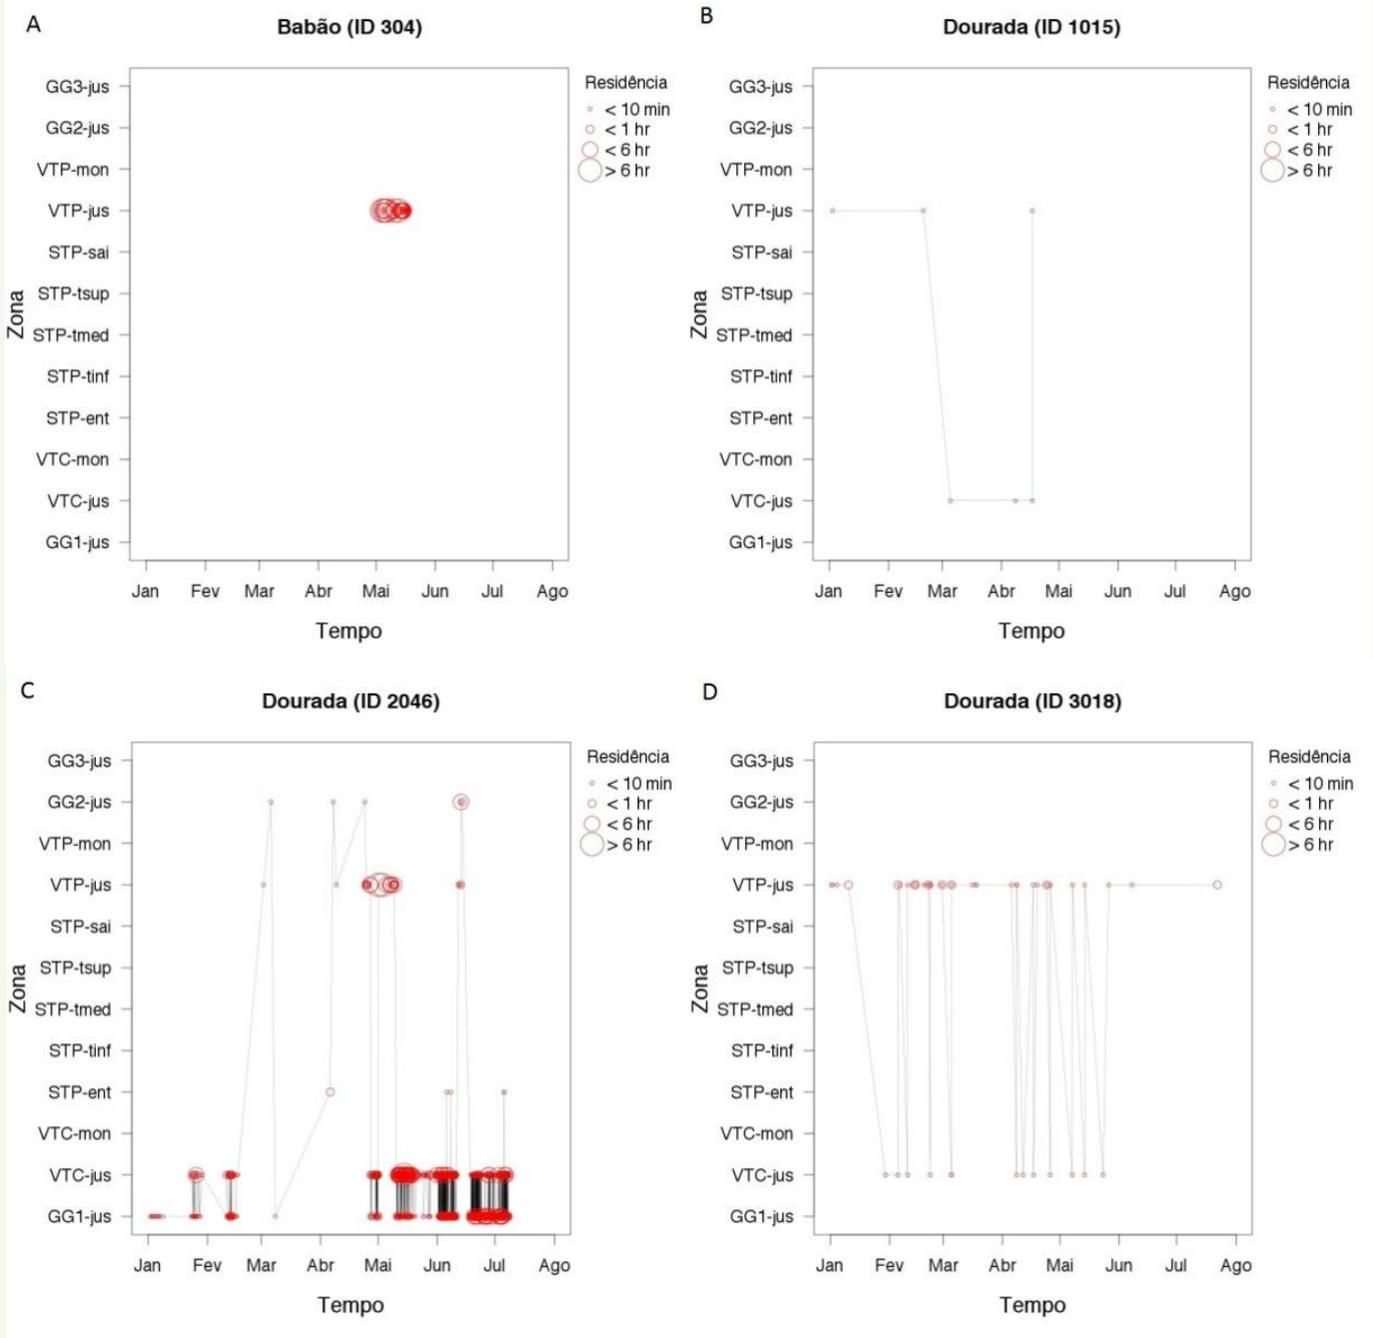 A
Babão (ID 304)
GG3-jus
GG2-jus
VTP-mon
VTP-jus
STP-sai
STP-tsup
STP-tmed
STP-tinf
STP-ent
VTC-mon
VTC-jus
GG1-jus
Zona
Jan Fev Mar Abr Mai Jun Jul Ago
Tempo
Residência
< 10 min
< 1 hr
< 6 hr
> 6 hr
B
Dourada (ID 1015)
GG3-jus
GG2-jus
VTP-mon
VTP-jus
STP-sai
STP-tsup
STP-tmed
STP-tinf
STP-ent
VTC-mon
VTC-jus
GG1-jus
Zona
Jan Fev Mar Abr Mai Jun Jul Ago
Tempo
Residência
< 10 min
< 1 hr
< 6 hr
> 6 hr
C
Dourada (ID 2046)
GG3-jus
GG2-jus
VTP-mon
VTP-jus
STP-sai
STP-tsup
STP-tmed
STP-tinf
STP-ent
VTC-mon
VTC-jus
GG1-jus
Zona
Jan Fev Mar Abr Mai Jun Jul Ago
Tempo
Residência
< 10 min
< 1 hr
< 6 hr
> 6 hr
D
Dourada (ID 3018)
GG3-jus
GG2-jus
VTP-mon
VTP-jus
STP-sai
STP-tsup
STP-tmed
STP-tinf
STP-ent
VTC-mon
VTC-jus
GG1-jus
Zona
Jan Fev Mar Abr Mai Jun Jul Ago
Tempo
Residência
< 10 min
< 1 hr
< 6 hr
> 6 hr